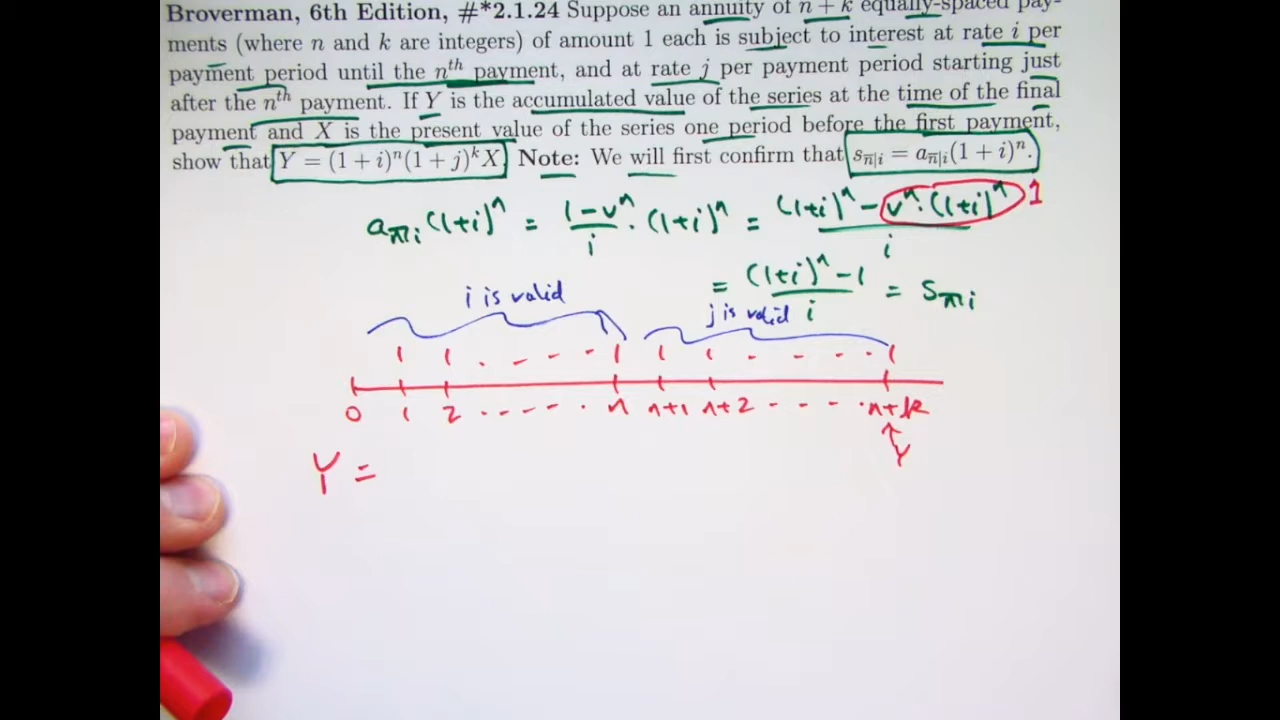 Broverman, 6th Edition, #*2.1.24 Suppose an annuity of n + k equally-spaced pay-
ments (where n and k are integers) of amount 1 each is subject to interest at rate i per
payment period until the nth payment, and at rate j per payment period starting just
after the nth payment. If Y is the accumulated value of the series at the time of the final
payment and X is the present value of the series one period before the first payment,
show that Y = (1 + i)^n(1 + j)^k X. Note: We will first confirm that s_n̅|i = a_n̅|i(1 + i)^n.
a_n̅|i (1+i)^n = (1-v^n)/i · (1+i)^n = ((1+i)^n - v^n · (1+i)^n)/i 1
= ((1+i)^n - 1)/i = s_n̅|i
i is valid j is valid
1 1 . - - - 1 1 1 - - - . 1
0 1 2 ...--- . n n+1 n+2 - - - . n+k
Y = Y